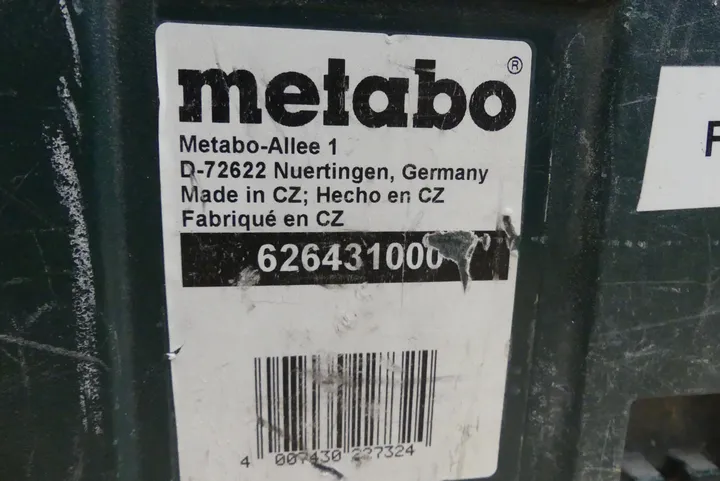 metabo®
Metabo-Allee 1
D-72622 Nuertingen, Germany
Made in CZ; Hecho en CZ
Fabriqué en CZ
626431000
4 007430 237324